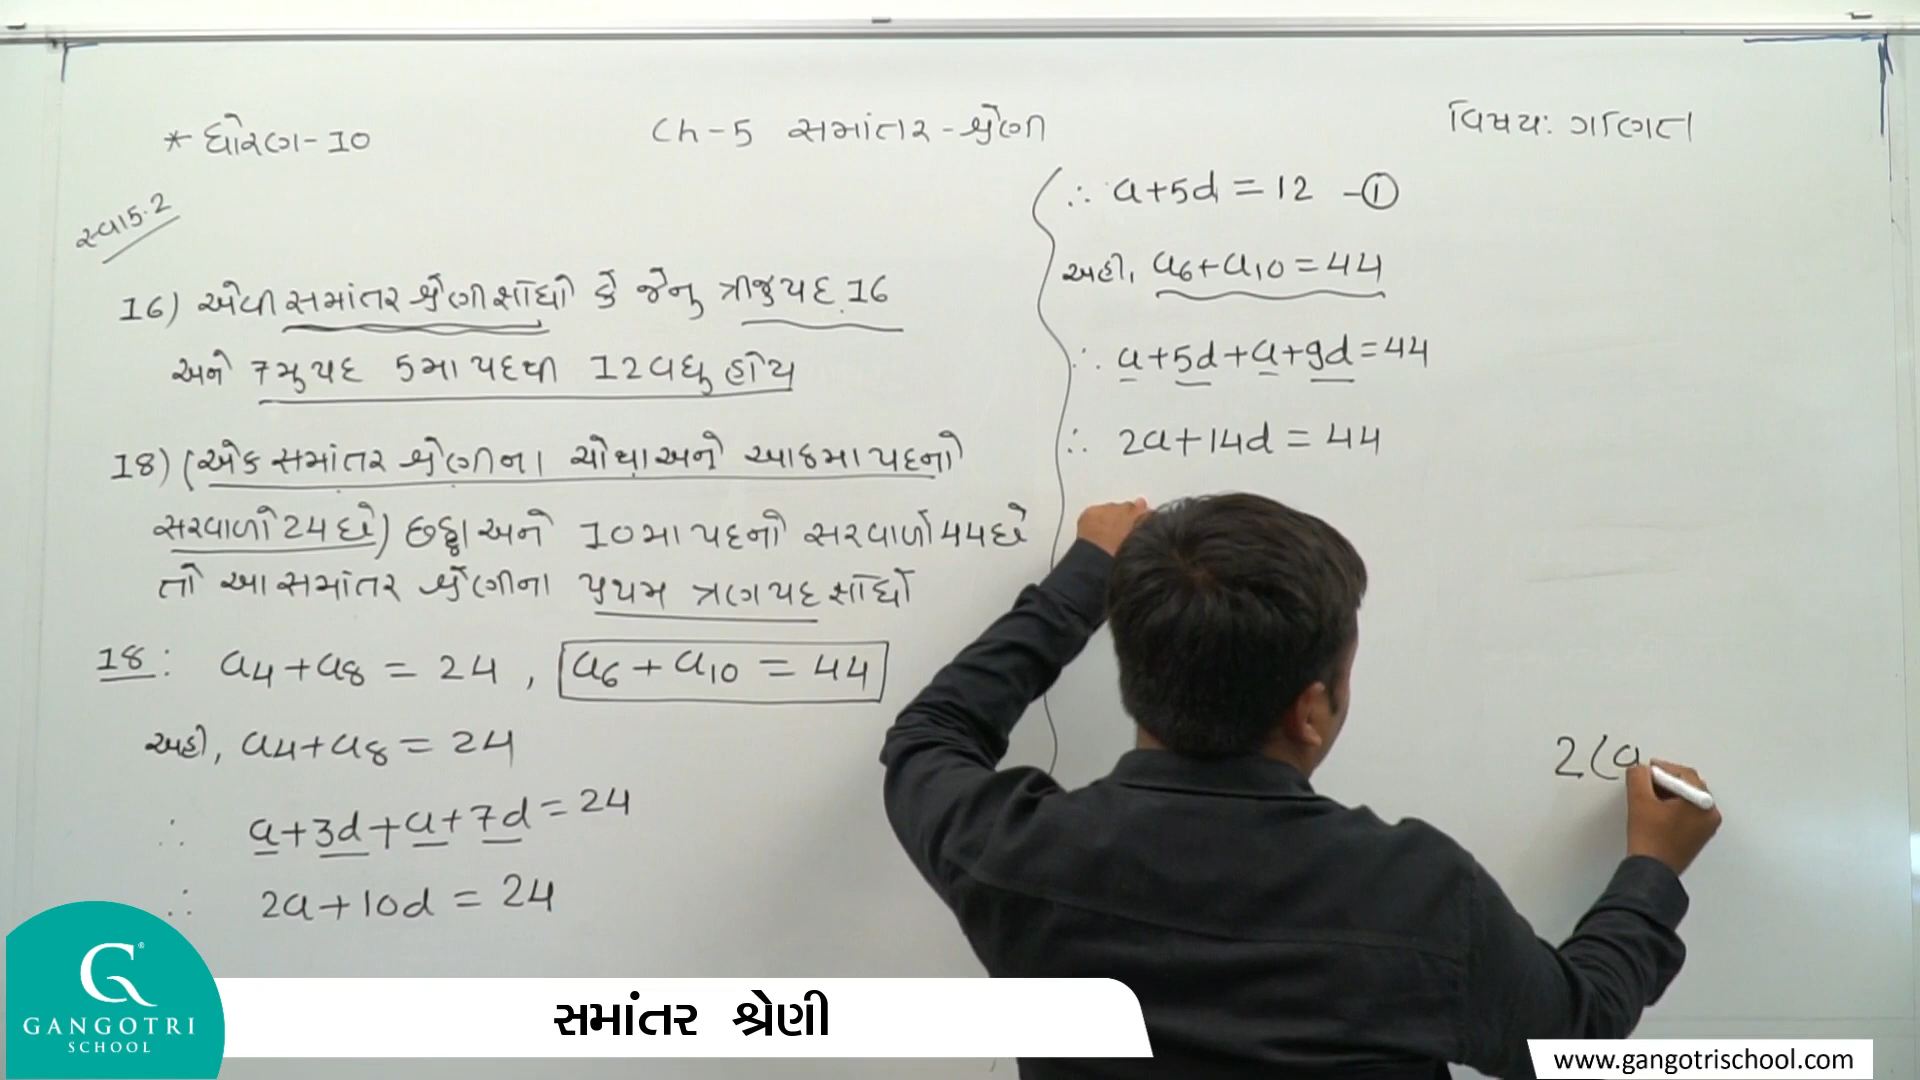 * ધોરણ-10
Ch-5 સમાંતર-શ્રેણી
વિષય: ગણિત
સ્વા5.2
16) એવી સમાંતર શ્રેણી શોધો કે જેનુ ત્રીજુ પદ 16
અને 7મુ પદ 5મા પદથી 12 વધુ હોય
18) (એક સમાંતર શ્રેણીના ચોથા અને આઠમા પદનો
સરવાળો 24 છે) છઠ્ઠા અને 10મા પદનો સરવાળો 44 છે
તો આ સમાંતર શ્રેણીના પ્રથમ ત્રણ પદ શોધો
18: a₄+a₈ = 24 , a₆+a₁₀ = 44
અહી, a₄+a₈ = 24
∴ a+3d+a+7d = 24
∴ 2a+10d = 24
∴ a+5d = 12 -①
અહી, a₆+a₁₀ = 44
∴ a+5d+a+9d = 44
∴ 2a+14d = 44
2(a
GANGOTRI
SCHOOL
સમાંતર શ્રેણી
www.gangotrischool.com